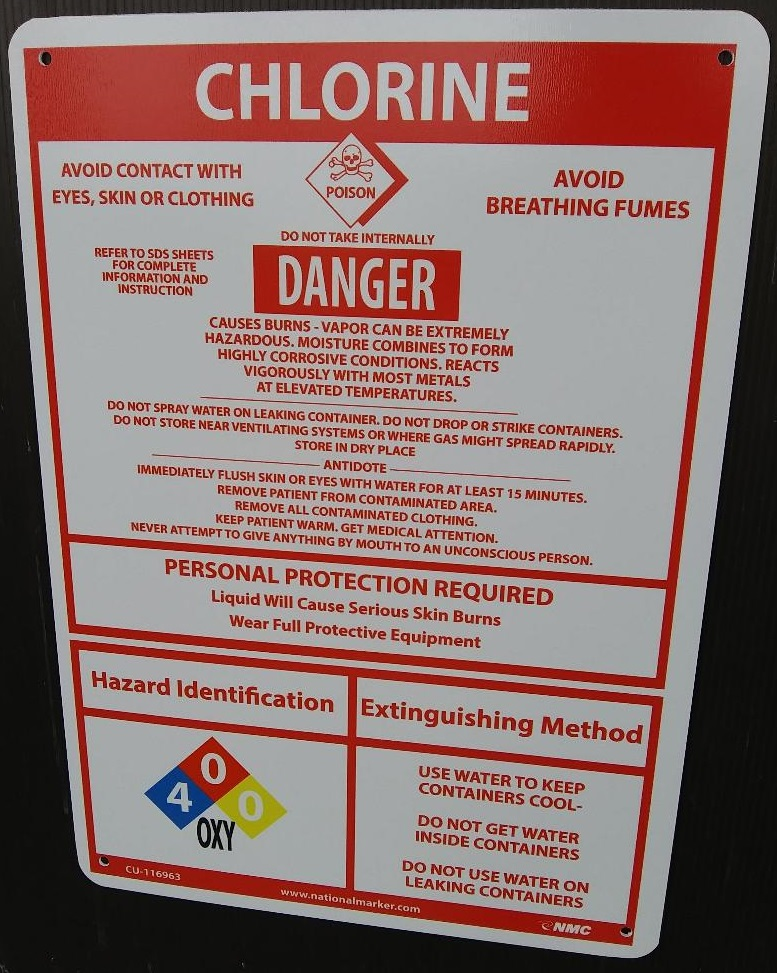 CHLORINE
AVOID CONTACT WITH
EYES, SKIN OR CLOTHING
POISON
AVOID
BREATHING FUMES
DO NOT TAKE INTERNALLY
REFER TO SDS SHEETS
FOR COMPLETE
INFORMATION AND
INSTRUCTION
DANGER
CAUSES BURNS - VAPOR CAN BE EXTREMELY
HAZARDOUS. MOISTURE COMBINES TO FORM
HIGHLY CORROSIVE CONDITIONS. REACTS
VIGOROUSLY WITH MOST METALS
AT ELEVATED TEMPERATURES.
DO NOT SPRAY WATER ON LEAKING CONTAINER. DO NOT DROP OR STRIKE CONTAINERS.
DO NOT STORE NEAR VENTILATING SYSTEMS OR WHERE GAS MIGHT SPREAD RAPIDLY.
STORE IN DRY PLACE
ANTIDOTE
IMMEDIATELY FLUSH SKIN OR EYES WITH WATER FOR AT LEAST 15 MINUTES.
REMOVE PATIENT FROM CONTAMINATED AREA.
REMOVE ALL CONTAMINATED CLOTHING.
KEEP PATIENT WARM. GET MEDICAL ATTENTION.
NEVER ATTEMPT TO GIVE ANYTHING BY MOUTH TO AN UNCONSCIOUS PERSON.
PERSONAL PROTECTION REQUIRED
Liquid Will Cause Serious Skin Burns
Wear Full Protective Equipment
Hazard Identification
0
4 0
OXY
Extinguishing Method
USE WATER TO KEEP
CONTAINERS COOL-
DO NOT GET WATER
INSIDE CONTAINERS
DO NOT USE WATER ON
LEAKING CONTAINERS
CU-116963
www.nationalmarker.com
NMC